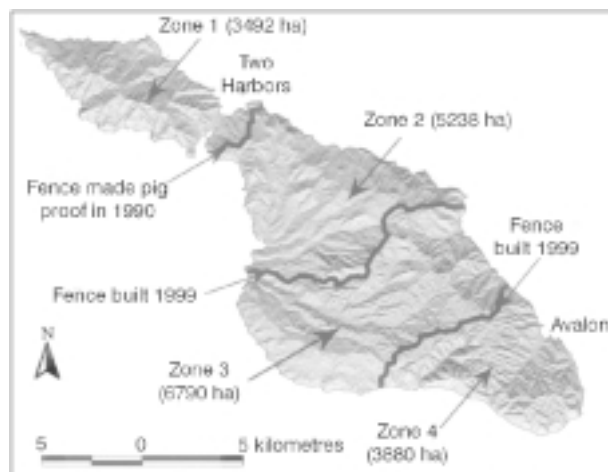 Zone 1 (3492 ha)
Two
Harbors
Zone 2 (5238 ha)
Fence made pig
proof in 1990
Fence
built 1999
Fence built 1999
Avalon
N
Zone 3
(6790 ha)
Zone 4
(3880 ha)
5 0 5 kilometres